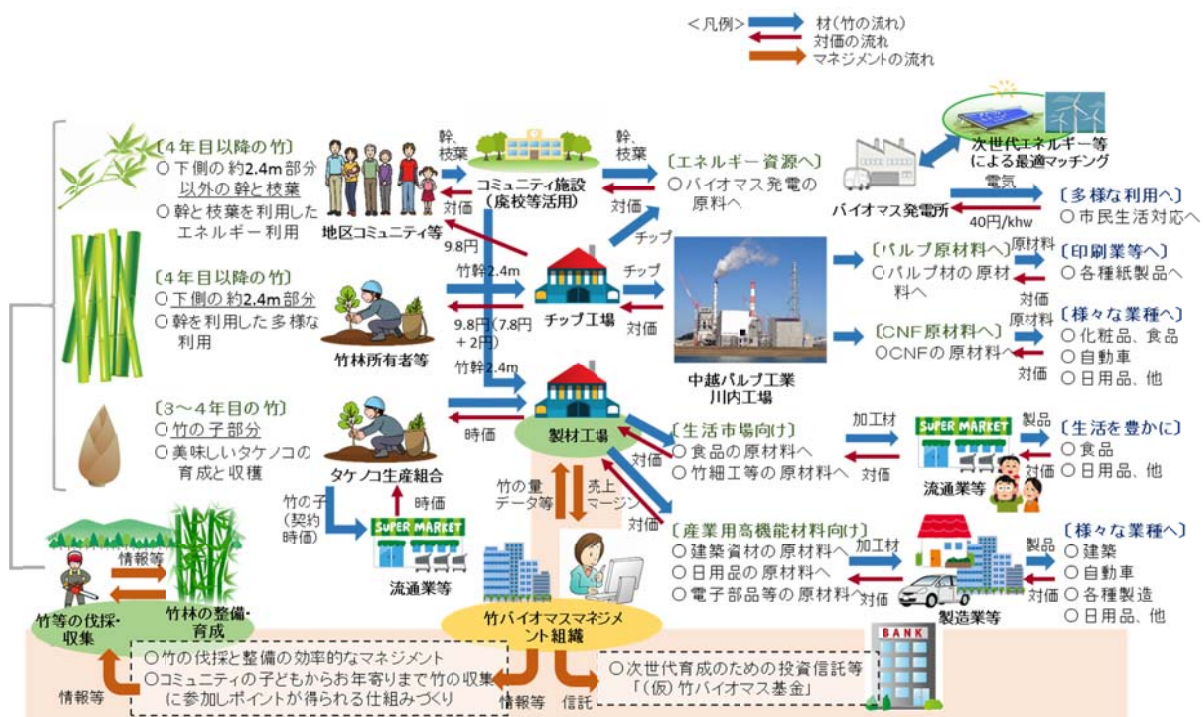 ＜凡例＞
材（竹の流れ）
対価の流れ
マネジメントの流れ
〔4年目以降の竹〕
○下側の約2.4m部分
以外の幹と枝葉
○幹と枝葉を利用した
エネルギー利用
地区コミュニティ等
幹、
枝葉
対価
コミュニティ施設
（廃校等活用）
幹、
枝葉
対価
〔エネルギー資源へ〕
○バイオマス発電の
原料へ
バイオマス発電所
次世代エネルギー等
による最適マッチング
電気
40円/khw
〔多様な利用へ〕
○市民生活対応へ
〔4年目以降の竹〕
○下側の約2.4m部分
○幹を利用した多様な
利用
竹林所有者等
9.8円
竹幹2.4m
9.8円（7.8円
＋2円）
竹幹2.4m
チップ工場
チップ
チップ
対価
中越パルプ工業
川内工場
〔パルプ原材料へ〕
○パルプ材の原材
料へ
原材料
対価
〔印刷業等へ〕
○各種紙製品へ
〔CNF原材料へ〕
○CNFの原材料へ
原材料
対価
〔様々な業種へ〕
○化粧品、食品
○自動車
○日用品、他
〔3～4年目の竹〕
○竹の子部分
○美味しいタケノコの
育成と収穫
タケノコ生産組合
時価
製材工場
対価
〔生活市場向け〕
○食品の原材料へ
○竹細工等の原材料へ
加工材
対価
SUPER MARKET
流通業等
製品
対価
〔生活を豊かに〕
○食品
○日用品、他
竹の子
（契約
時価）
時価
SUPER MARKET
流通業等
竹の量
データ等
売上
マージン
対価
〔産業用高機能材料向け〕
○建築資材の原材料へ
○日用品の原材料へ
○電子部品等の原材料へ
加工材
対価
製造業等
製品
対価
〔様々な業種へ〕
○建築
○自動車
○各種製造
○日用品、他
情報等
竹等の伐採・
収集
竹林の整備・
育成
竹バイオマスマネジメ
ント組織
情報等
○竹の伐採と整備の効率的なマネジメント
○コミュニティの子どもからお年寄りまで竹の収集
に参加しポイントが得られる仕組みづくり
情報等
信託
○次世代育成のための投資信託等
「（仮）竹バイオマス基金」
BANK